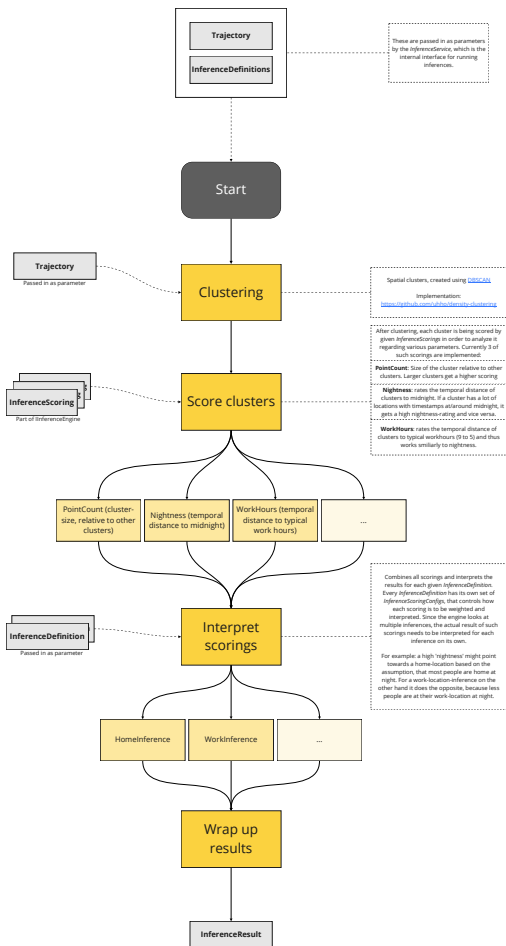 Trajectory
InferenceDefinitions
These are passed in as parameters
by the InferenceService, which is the
internal interface for running
inferences.
Start
Trajectory
Passed in as parameter
Clustering
Spatial clusters, created using DBSCAN
Implementation:
https://github.com/uhho/density-clustering
After clustering, each cluster is being scored by
given InferenceScorings in order to analyze it
regarding various parameters. Currently 3 of
such scorings are implemented:
PointCount: Size of the cluster relative to other
clusters. Larger clusters get a higher scoring
Nightness: rates the temporal distance of
clusters to midnight. If a cluster has a lot of
locations with timestamps at/around midnight, it
gets a high nightness-rating and vice versa.
WorkHours: rates the temporal distance of
clusters to typical workhours (9 to 5) and thus
works smiliarly to nightness.
InferenceScoring
Part of IInferenceEngine
Score clusters
PointCount (cluster-
size, relative to other
clusters)
Nightness (temporal
distance to midnight)
WorkHours (temporal
distance to typical
work hours)
...
Combines all scorings and interprets the
results for each given InferenceDefinition.
Every InferenceDefinition has its own set of
InferenceScoringConfigs, that controls how
each scoring is to be weighted and
interpreted. Since the engine looks at
multiple inferences, the actual result of such
scorings needs to be interpreted for each
inference on its own.
For example: a high 'nightness' might point
towards a home-location based on the
assumption, that most people are home at
night. For a work-location-inference on the
other hand it does the opposite, because less
people are at their work-location at night.
InferenceDefinition
Passed in as parameter
Interpret
scorings
HomeInference
WorkInference
...
Wrap up
results
InferenceResult